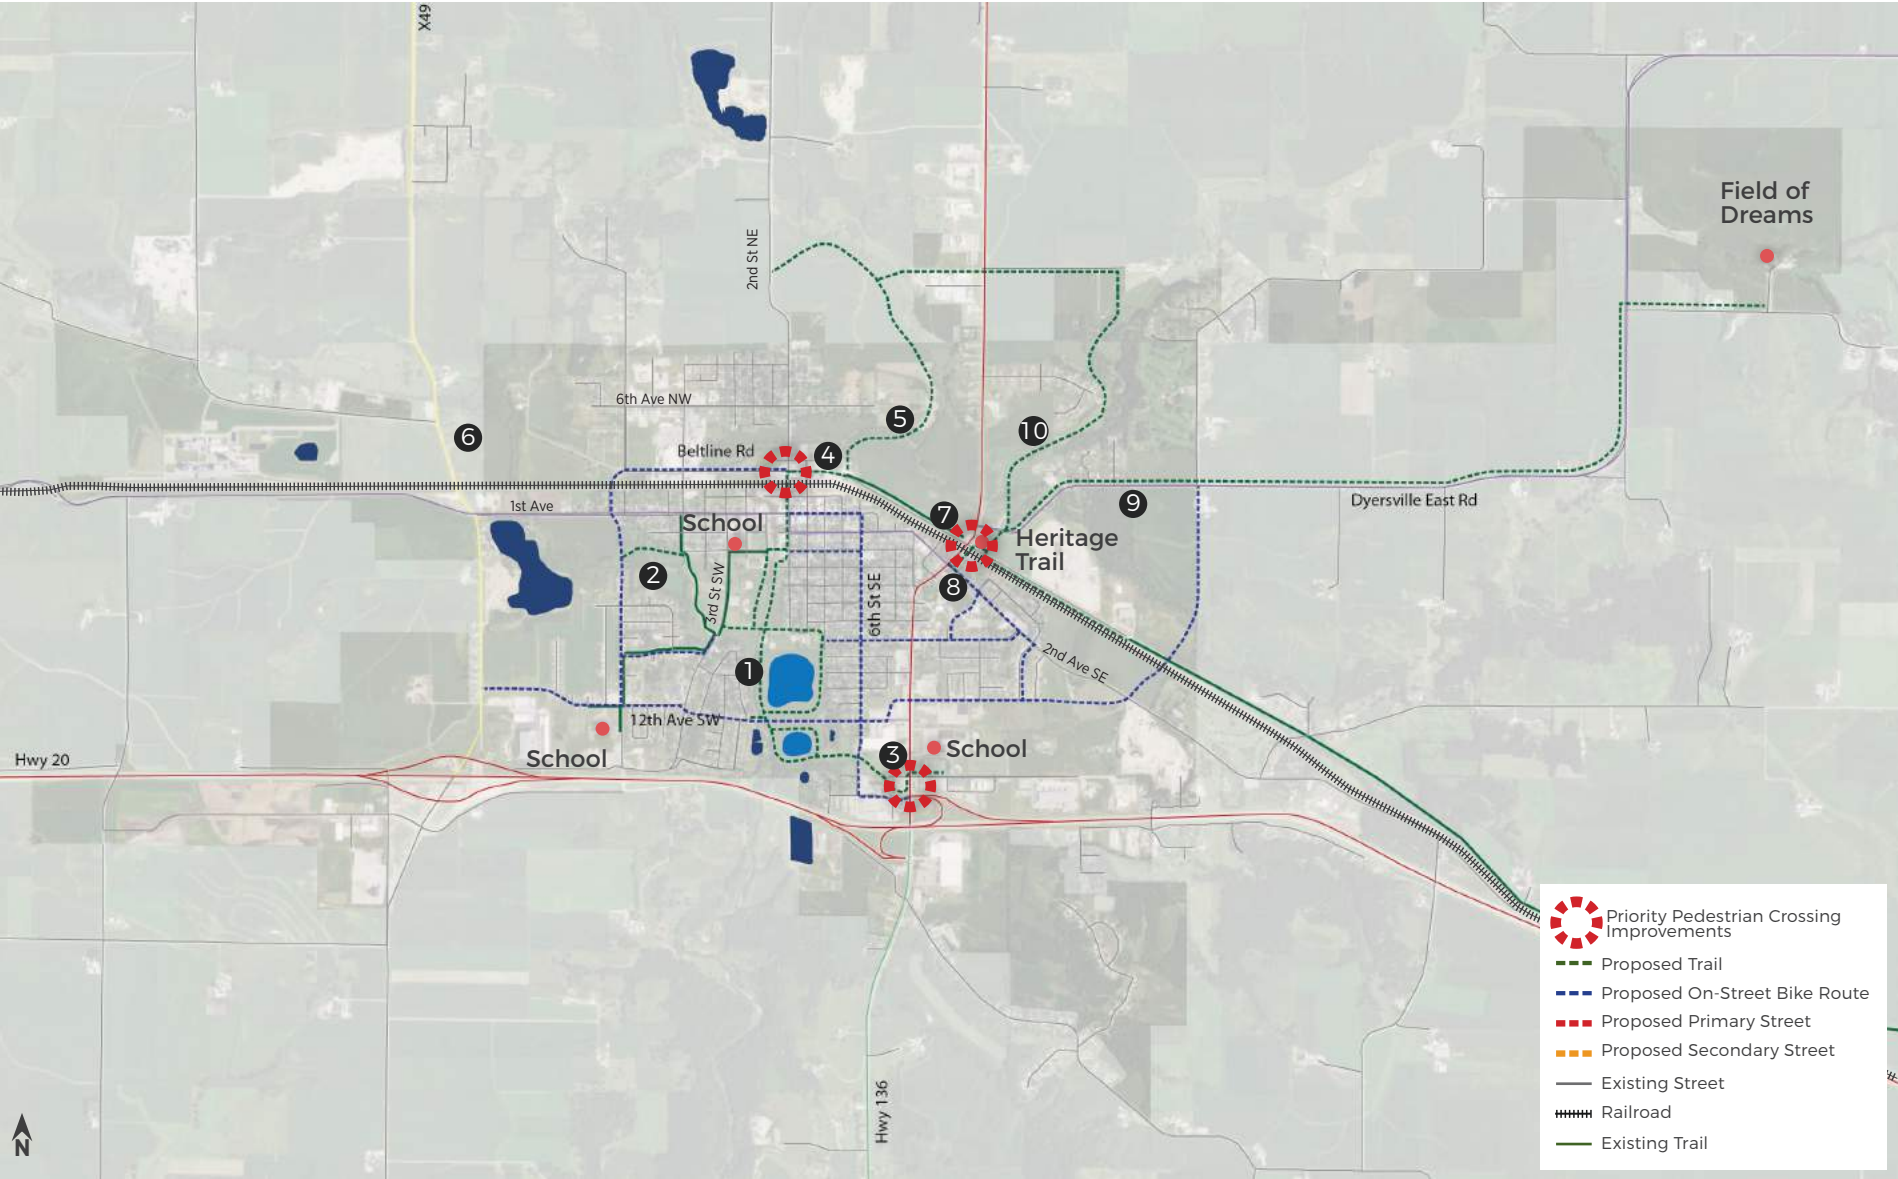 X49
Field of
Dreams
2nd St NE
6th Ave NW
5
10
6
Beltline Rd
4
9
Dyersville East Rd
1st Ave
7
School
Heritage
Trail
2
3rd St SW
8
6th St SE
1
2nd Ave SE
12th Ave SW
School
3
School
Hwy 20
Hwy 136
N
Priority Pedestrian Crossing
Improvements
Proposed Trail
Proposed On-Street Bike Route
Proposed Primary Street
Proposed Secondary Street
Existing Street
Railroad
Existing Trail